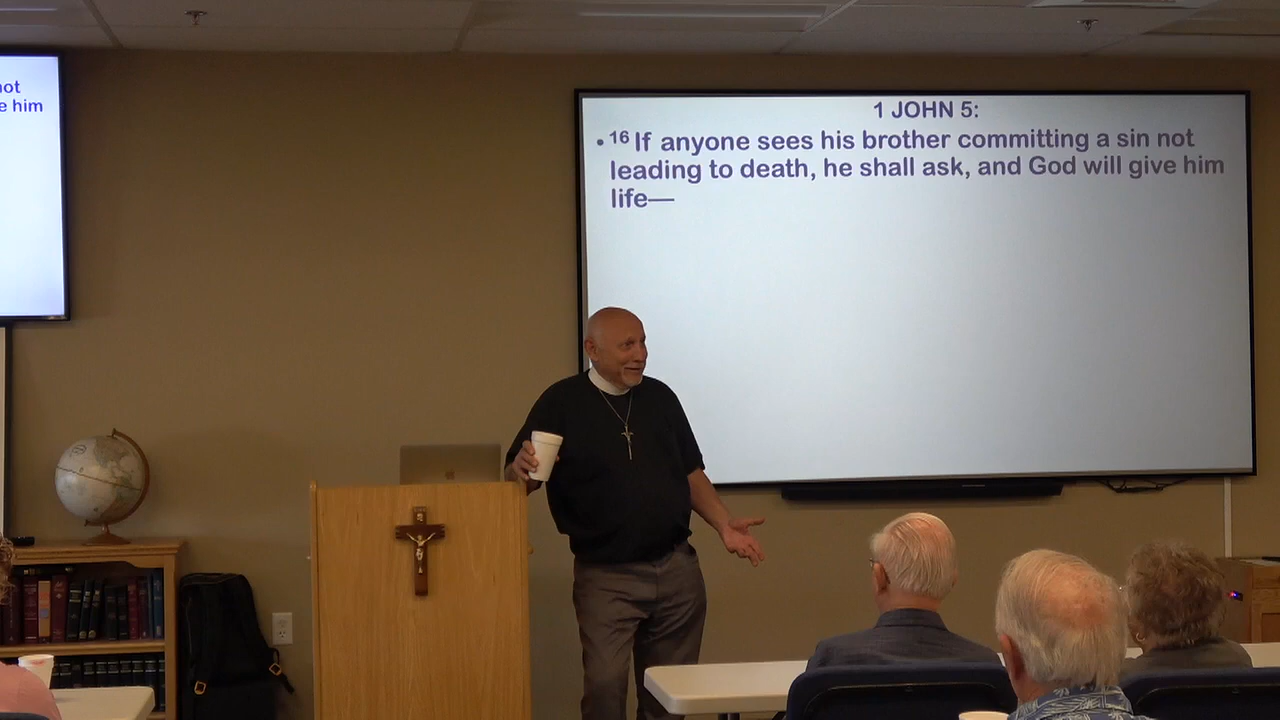 not
e him
1 JOHN 5:
• 16 If anyone sees his brother committing a sin not
leading to death, he shall ask, and God will give him
life—